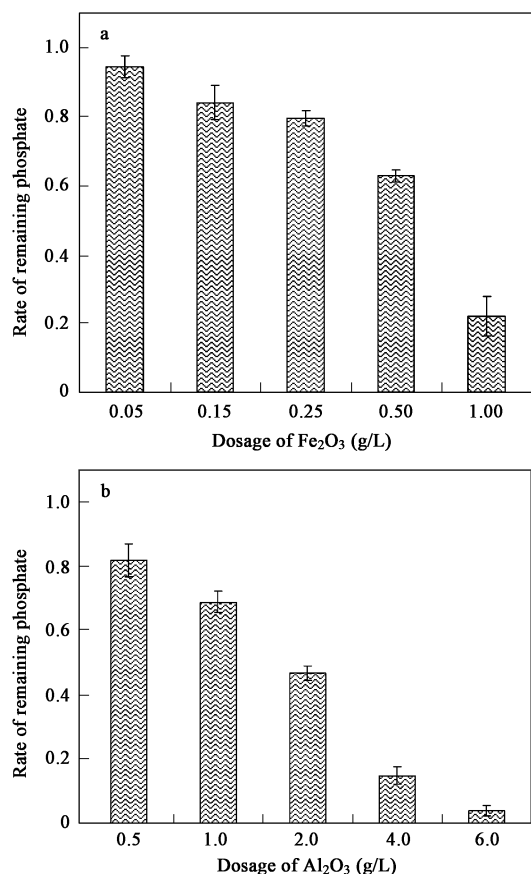 a
1.0
0.8
0.6
0.4
0.2
0
Rate of remaining phosphate
0.05 0.15 0.25 0.50 1.00
Dosage of Fe₂O₃ (g/L)
b
1.0
0.8
0.6
0.4
0.2
0
Rate of remaining phosphate
0.5 1.0 2.0 4.0 6.0
Dosage of Al₂O₃ (g/L)